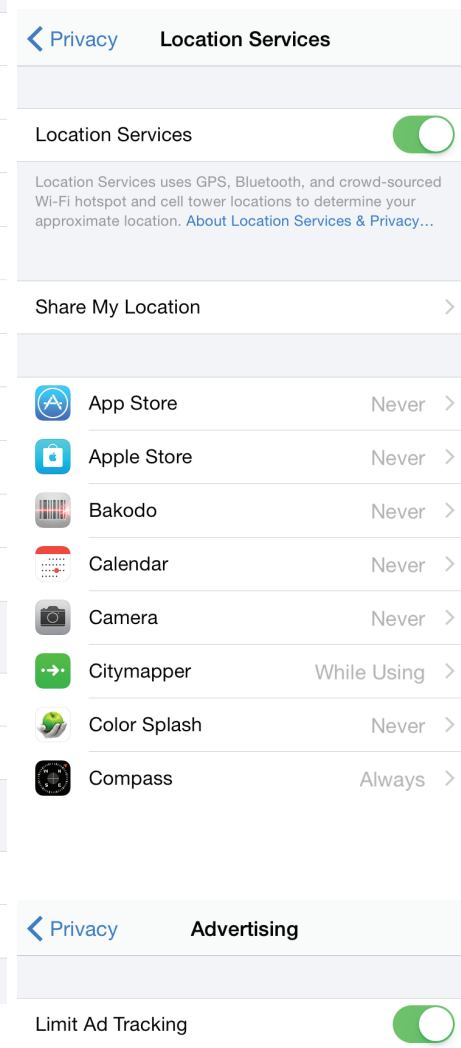 Privacy Location Services
Location Services
Location Services uses GPS, Bluetooth, and crowd-sourced
Wi-Fi hotspot and cell tower locations to determine your
approximate location. About Location Services & Privacy…
Share My Location
App Store Never
Apple Store Never
Bakodo Never
Calendar Never
Camera Never
Citymapper While Using
Color Splash Never
Compass Always
Privacy Advertising
Limit Ad Tracking